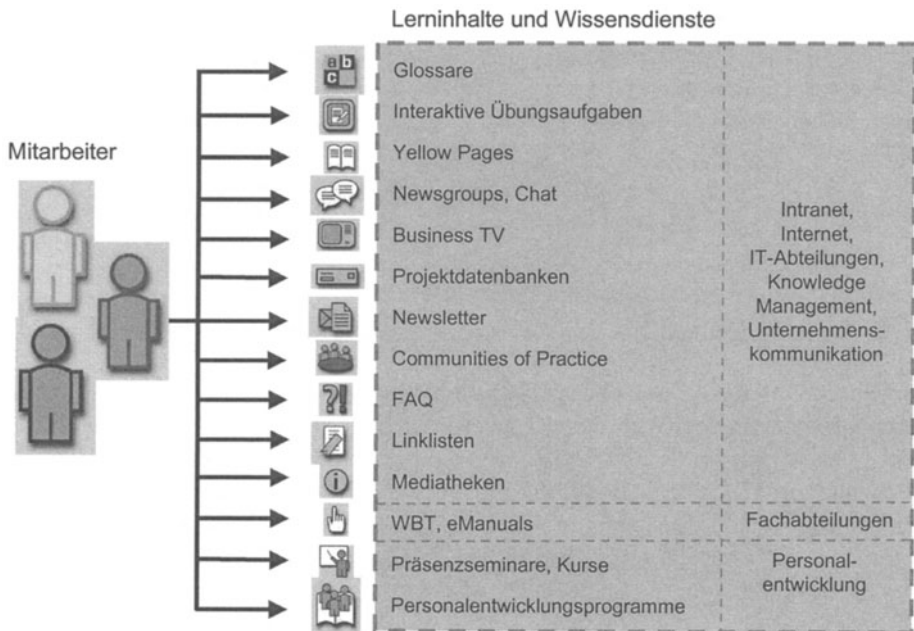 Lerninhalte und Wissensdienste
Mitarbeiter
a b
c
Glossare
Interaktive Übungsaufgaben
Yellow Pages
Newsgroups, Chat
Business TV
Projektdatenbanken
Newsletter
Communities of Practice
?!
FAQ
Linklisten
i
Mediatheken
WBT, eManuals
Präsenzseminare, Kurse
Personalentwicklungsprogramme
Intranet,
Internet,
IT-Abteilungen,
Knowledge
Management,
Unternehmens-
kommunikation
Fachabteilungen
Personal-
entwicklung